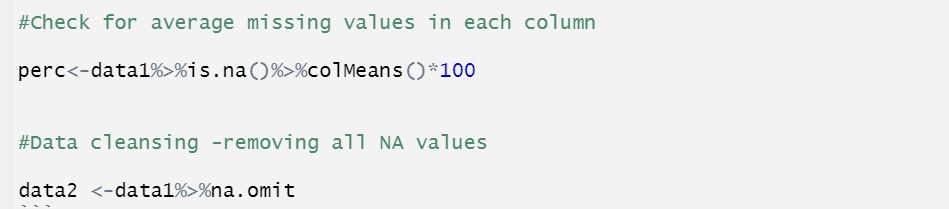 #Check for average missing values in each column
perc<-data1%>%is.na()%>%colMeans()*100
#Data cleansing -removing all NA values
data2 <-data1%>%na.omit
```